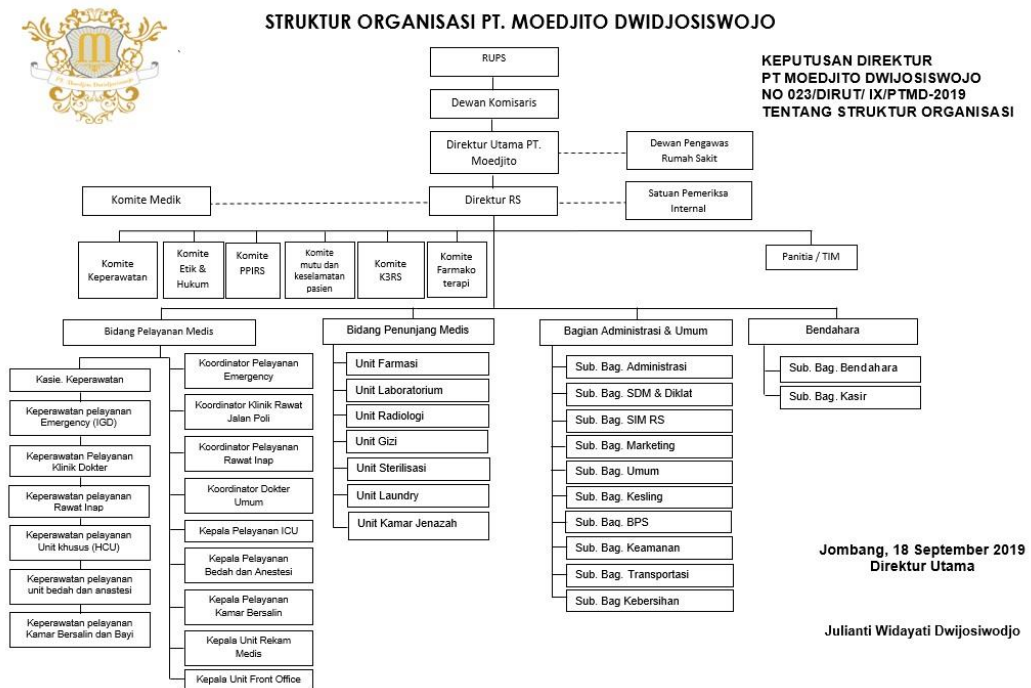 STRUKTUR ORGANISASI PT. MOEDJITO DWIDJOSISWOJO
M
PT. Moedjito Dwidjosiswojo
KEPUTUSAN DIREKTUR
PT MOEDJITO DWIJOSISWOJO
NO 023/DIRUT/ IX/PTMD-2019
TENTANG STRUKTUR ORGANISASI
RUPS
Dewan Komisaris
Direktur Utama PT.
Moedjito
Dewan Pengawas
Rumah Sakit
Komite Medik
Direktur RS
Satuan Pemeriksa
Internal
Komite
Keperawatan
Komite
Etik &
Hukum
Komite
PPIRS
Komite
mutu dan
keselamatan
pasien
Komite
K3RS
Komite
Farmako
terapi
Panitia / TIM
Bidang Pelayanan Medis
Kasie. Keperawatan
Keperawatan pelayanan
Emergency (IGD)
Keperawatan Pelayanan
Klinik Dokter
Keperawatan pelayanan
Rawat Inap
Keperawatan pelayanan
Unit khusus (HCU)
Keperawatan pelayanan
unit bedah dan anastesi
Keperawatan pelayanan
Kamar Bersalin dan Bayi
Koordinator Pelayanan
Emergency
Koordinator Klinik Rawat
Jalan Poli
Koordinator Pelayanan
Rawat Inap
Koordinator Dokter
Umum
Kepala Pelayanan ICU
Kepala Pelayanan
Bedah dan Anestesi
Kepala Pelayanan
Kamar Bersalin
Kepala Unit Rekam
Medis
Kepala Unit Front Office
Bidang Penunjang Medis
Unit Farmasi
Unit Laboratorium
Unit Radiologi
Unit Gizi
Unit Sterilisasi
Unit Laundry
Unit Kamar Jenazah
Bagian Administrasi & Umum
Sub. Bag. Administrasi
Sub. Bag. SDM & Diklat
Sub. Bag. SIM RS
Sub. Bag. Marketing
Sub. Bag. Umum
Sub. Bag. Kesling
Sub. Bag. BPS
Sub. Bag. Keamanan
Sub. Bag. Transportasi
Sub. Bag Kebersihan
Bendahara
Sub. Bag. Bendahara
Sub. Bag. Kasir
Jombang, 18 September 2019
Direktur Utama
Julianti Widayati Dwijosiwodjo